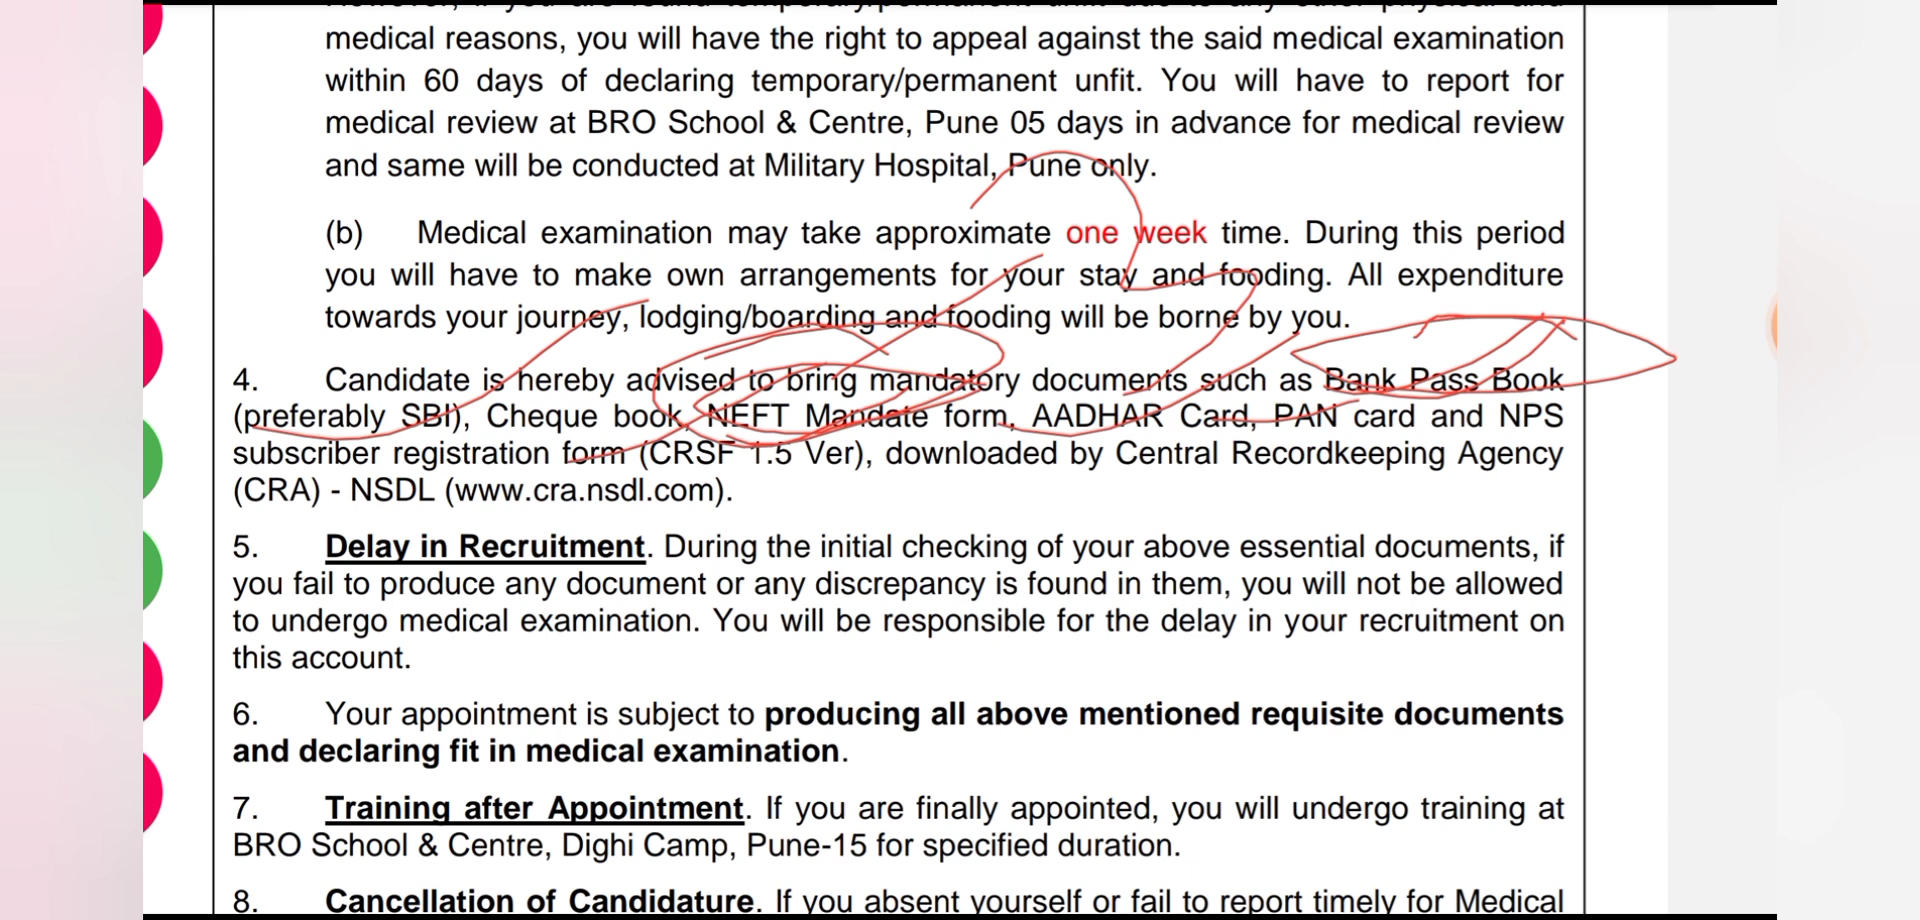 medical reasons, you will have the right to appeal against the said medical examination
within 60 days of declaring temporary/permanent unfit. You will have to report for
medical review at BRO School & Centre, Pune 05 days in advance for medical review
and same will be conducted at Military Hospital, Pune only.
(b) Medical examination may take approximate one week time. During this period
you will have to make own arrangements for your stay and fooding. All expenditure
towards your journey, lodging/boarding and fooding will be borne by you.
4. Candidate is hereby advised to bring mandatory documents such as Bank Pass Book
(preferably SBI), Cheque book, NEFT Mandate form, AADHAR Card, PAN card and NPS
subscriber registration form (CRSF 1.5 Ver), downloaded by Central Recordkeeping Agency
(CRA) - NSDL (www.cra.nsdl.com).
5. Delay in Recruitment. During the initial checking of your above essential documents, if
you fail to produce any document or any discrepancy is found in them, you will not be allowed
to undergo medical examination. You will be responsible for the delay in your recruitment on
this account.
6. Your appointment is subject to producing all above mentioned requisite documents
and declaring fit in medical examination.
7. Training after Appointment. If you are finally appointed, you will undergo training at
BRO School & Centre, Dighi Camp, Pune-15 for specified duration.
8. Cancellation of Candidature. If you absent yourself or fail to report timely for Medical